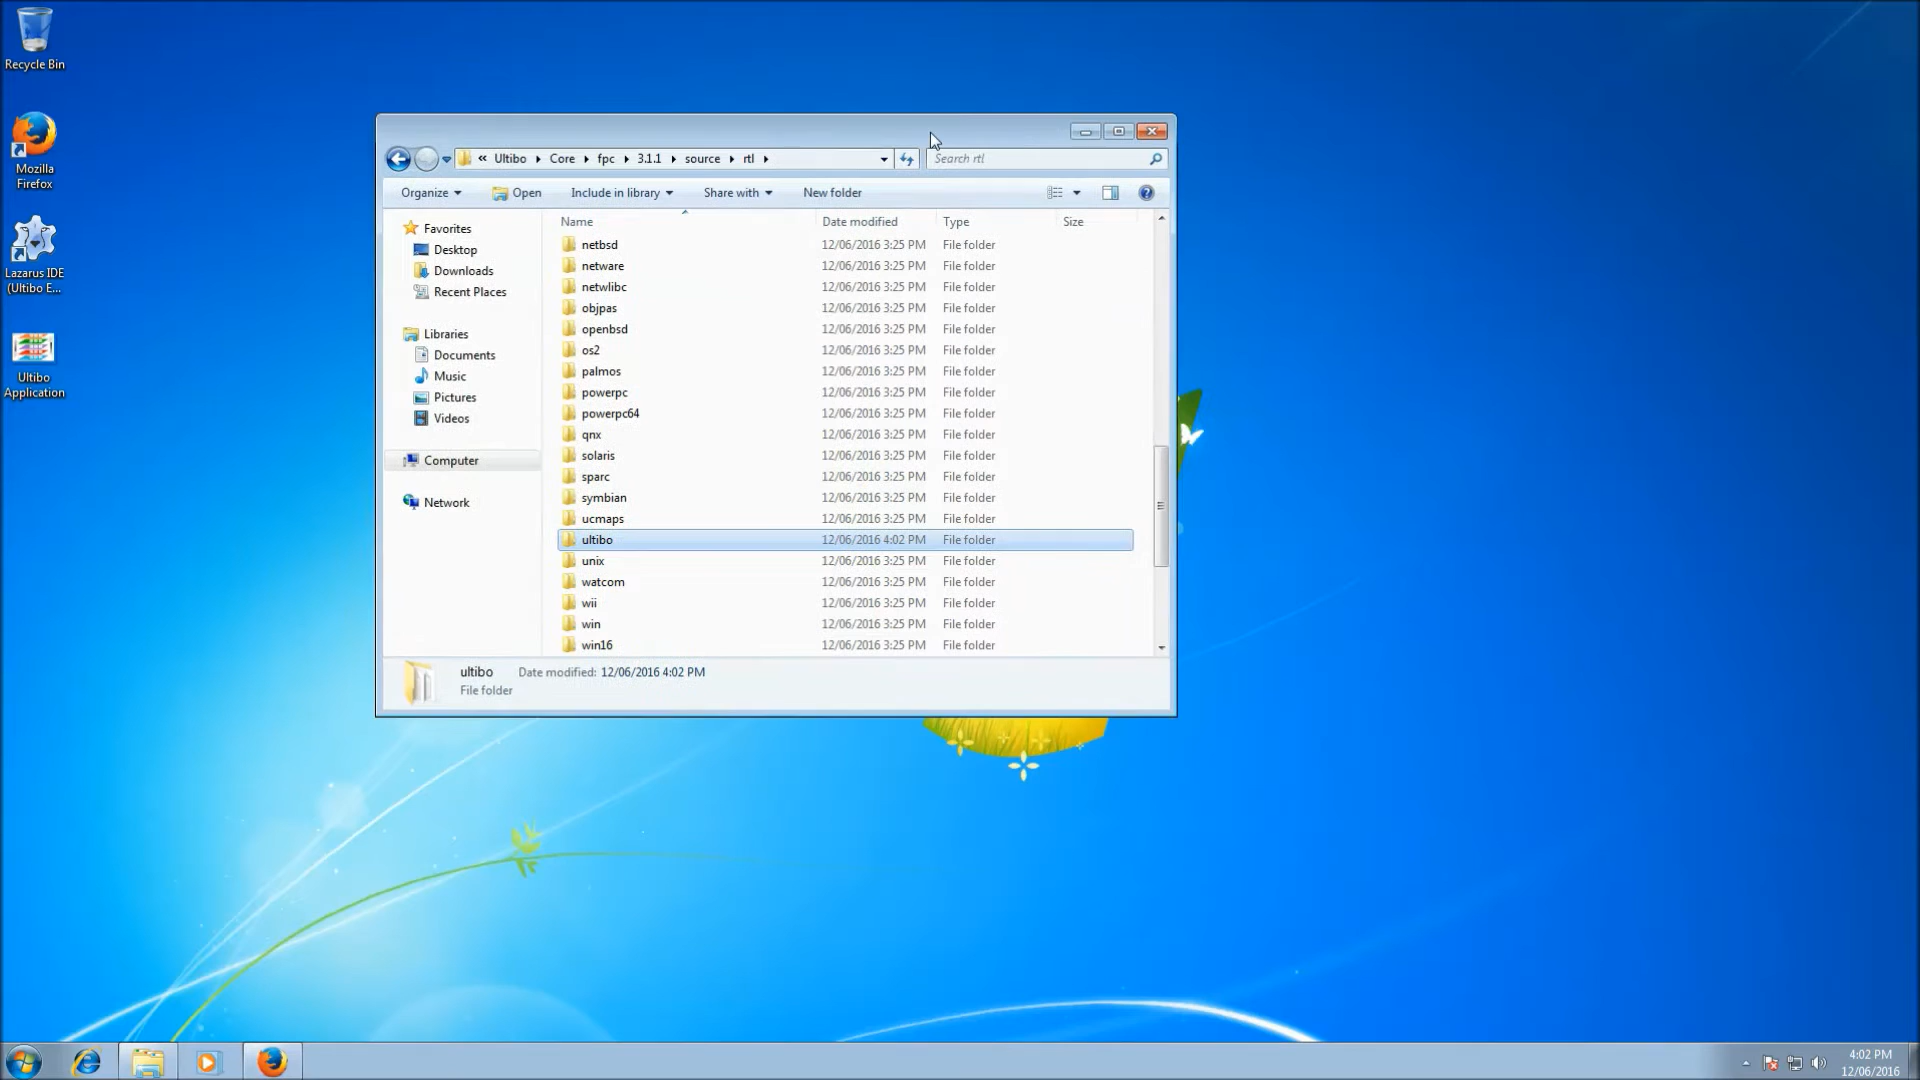 Recycle Bin
Mozilla
Firefox
Lazarus IDE
(Ultibo E...
Ultibo
Application
« Ultibo Core fpc 3.1.1 source rtl
Search rtl
Organize Open Include in library Share with New folder
Favorites
Desktop
Downloads
Recent Places
Libraries
Documents
Music
Pictures
Videos
Computer
Network
Name Date modified Type Size
netbsd 12/06/2016 3:25 PM File folder
netware 12/06/2016 3:25 PM File folder
netwlibc 12/06/2016 3:25 PM File folder
objpas 12/06/2016 3:25 PM File folder
openbsd 12/06/2016 3:25 PM File folder
os2 12/06/2016 3:25 PM File folder
palmos 12/06/2016 3:25 PM File folder
powerpc 12/06/2016 3:25 PM File folder
powerpc64 12/06/2016 3:25 PM File folder
qnx 12/06/2016 3:25 PM File folder
solaris 12/06/2016 3:25 PM File folder
sparc 12/06/2016 3:25 PM File folder
symbian 12/06/2016 3:25 PM File folder
ucmaps 12/06/2016 3:25 PM File folder
ultibo 12/06/2016 4:02 PM File folder
unix 12/06/2016 3:25 PM File folder
watcom 12/06/2016 3:25 PM File folder
wii 12/06/2016 3:25 PM File folder
win 12/06/2016 3:25 PM File folder
win16 12/06/2016 3:25 PM File folder
ultibo Date modified: 12/06/2016 4:02 PM
File folder
4:02 PM
12/06/2016